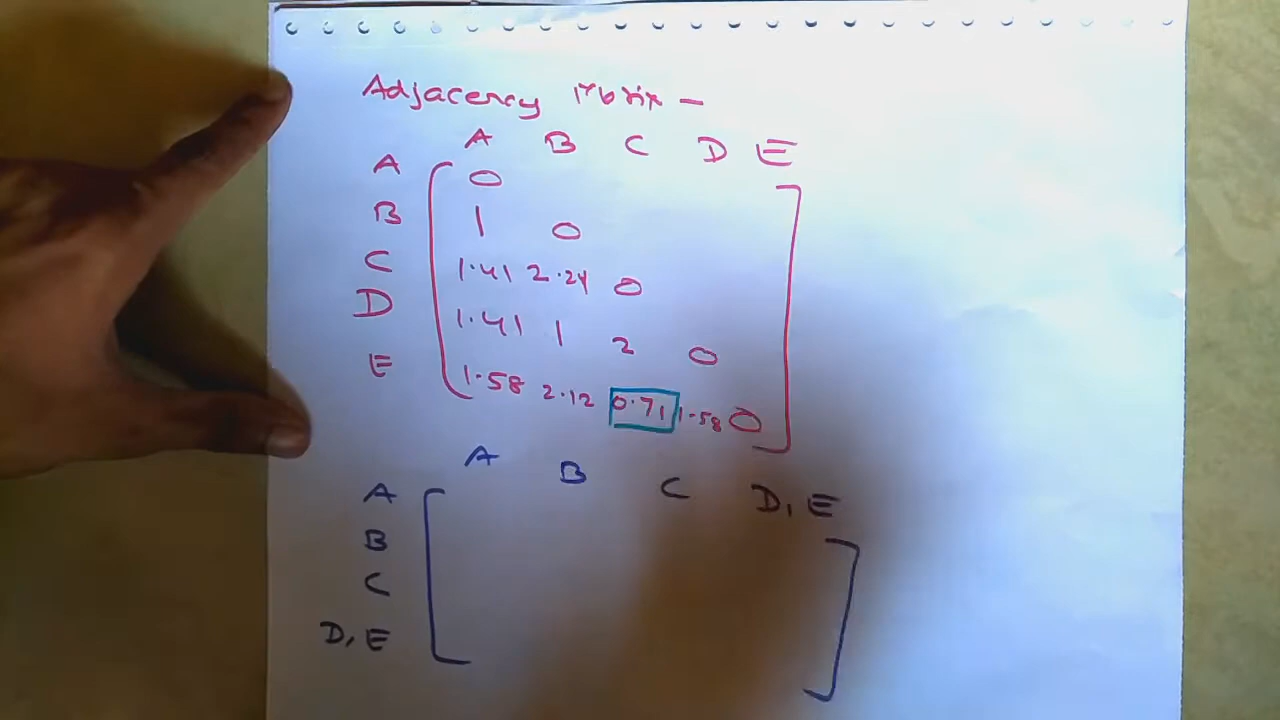 Adjacency
A B C D E
A 0
B 1 0
C 1.41 2.24 0
D 1.41 1 2 0
E 1.58 2.12 0.71 1.58 0
A B C D, E
A
B
C
D, E